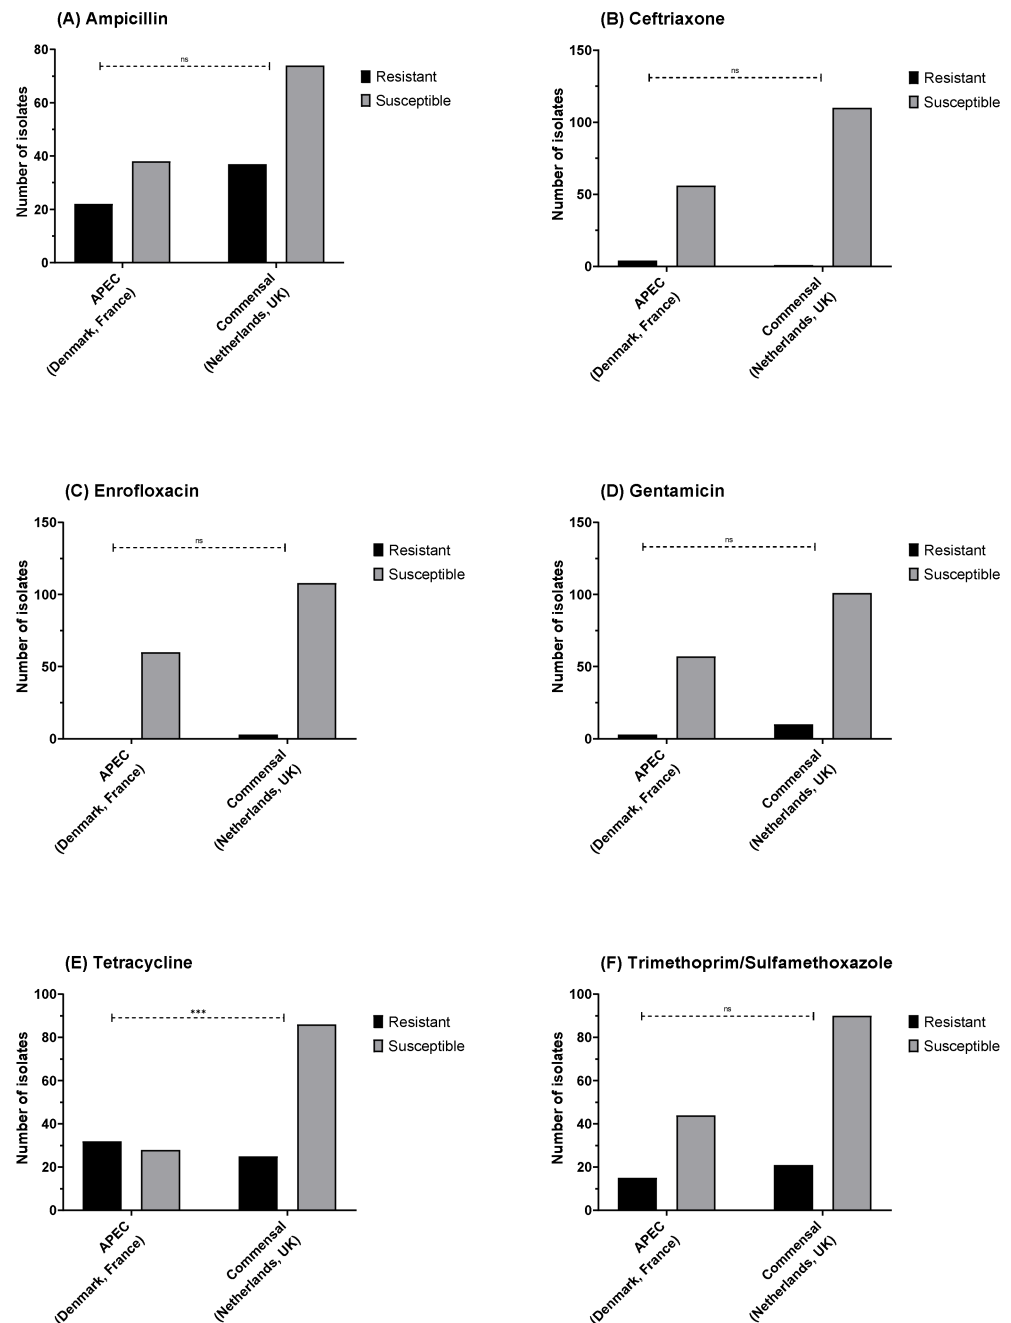 (A) Ampicillin
Number of isolates
80
60
40
20
0
ns
Resistant
Susceptible
APEC
(Denmark, France)
Commensal
(Netherlands, UK)
(B) Ceftriaxone
Number of isolates
150
100
50
0
ns
Resistant
Susceptible
APEC
(Denmark, France)
Commensal
(Netherlands, UK)
(C) Enrofloxacin
Number of isolates
150
100
50
0
ns
Resistant
Susceptible
APEC
(Denmark, France)
Commensal
(Netherlands, UK)
(D) Gentamicin
Number of isolates
150
100
50
0
ns
Resistant
Susceptible
APEC
(Denmark, France)
Commensal
(Netherlands, UK)
(E) Tetracycline
Number of isolates
100
80
60
40
20
0
***
Resistant
Susceptible
APEC
(Denmark, France)
Commensal
(Netherlands, UK)
(F) Trimethoprim/Sulfamethoxazole
Number of isolates
100
80
60
40
20
0
ns
Resistant
Susceptible
APEC
(Denmark, France)
Commensal
(Netherlands, UK)